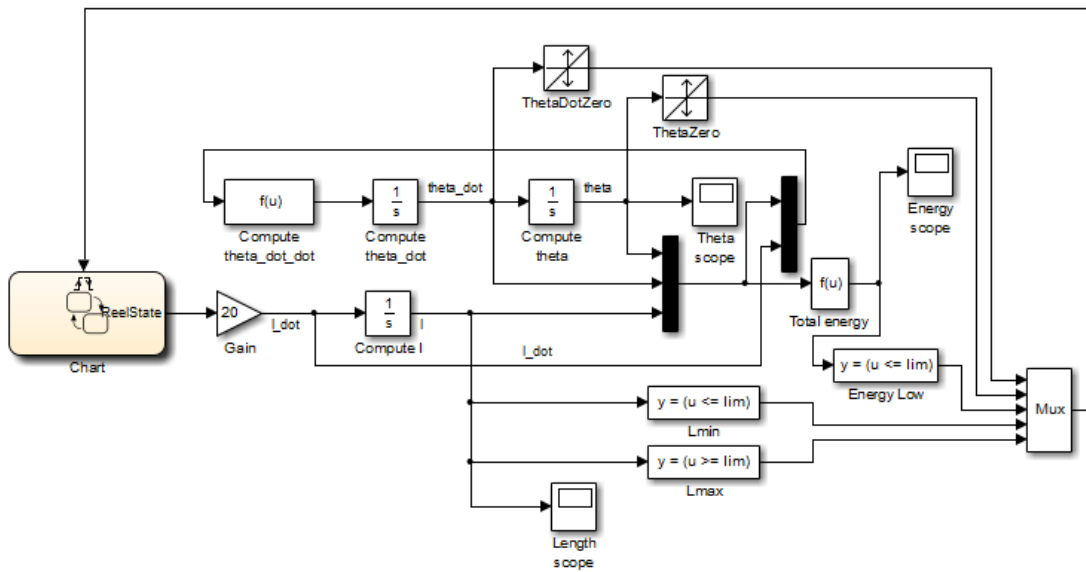 ThetaDotZero
ThetaZero
f(u)
Compute
theta_dot_dot
1
s
Compute
theta_dot
theta_dot
1
s
Compute
theta
theta
Theta
scope
Energy
scope
ReelState
Chart
20
Gain
l_dot
1
s
Compute l
l
l_dot
f(u)
Total energy
y = (u <= lim)
Energy Low
y = (u <= lim)
Lmin
y = (u >= lim)
Lmax
Mux
Length
scope